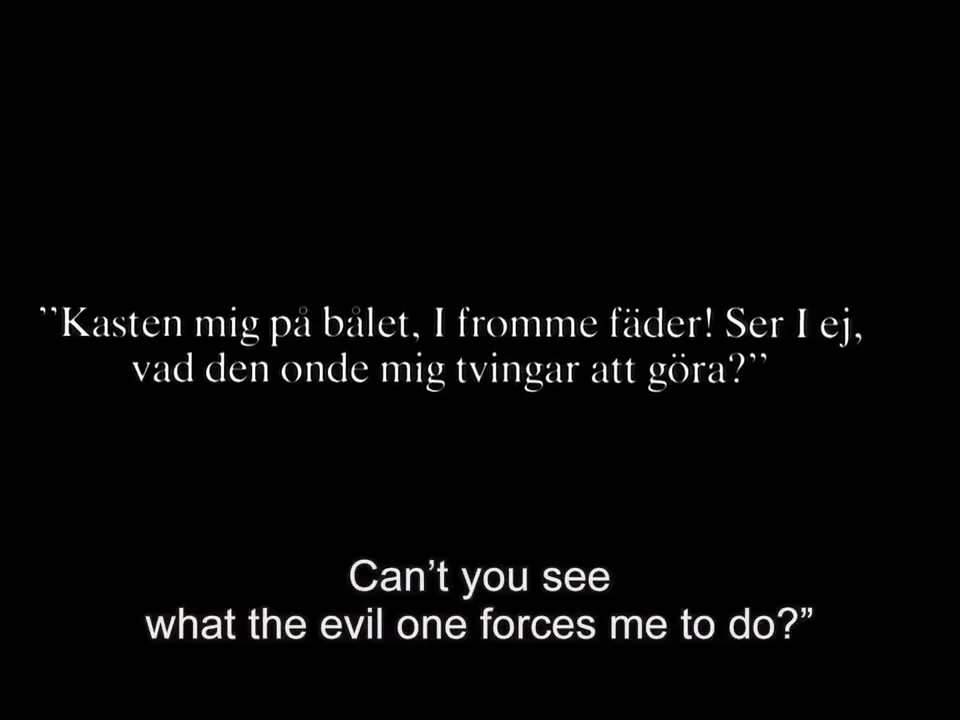 ”Kasten mig på bålet, I fromme fäder! Ser I ej,
vad den onde mig tvingar att göra?”
Can’t you see
what the evil one forces me to do?”